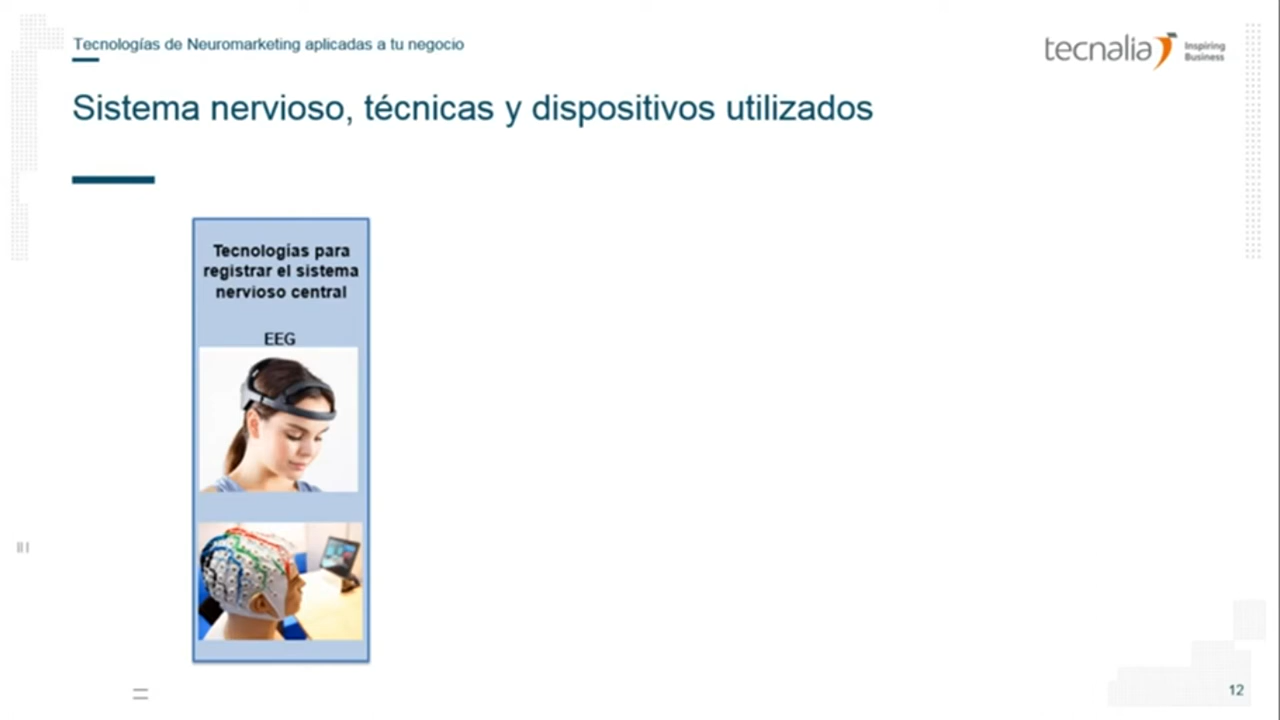 Tecnologías de Neuromarketing aplicadas a tu negocio
tecnalia Inspiring
Business
Sistema nervioso, técnicas y dispositivos utilizados
Tecnologías para
registrar el sistema
nervioso central
EEG
12